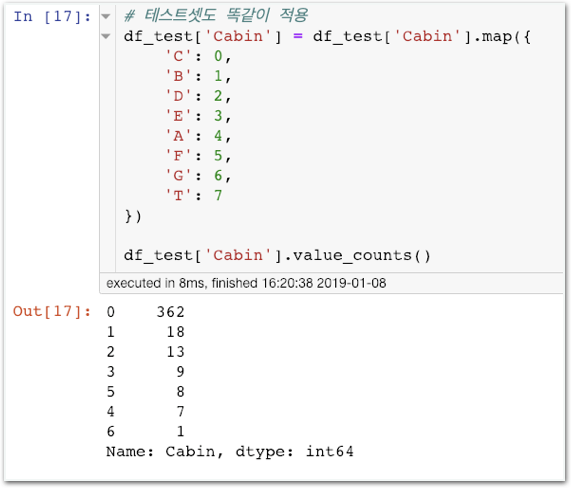 In [17]:
# 테스트셋도 똑같이 적용
df_test['Cabin'] = df_test['Cabin'].map({
    'C': 0,
    'B': 1,
    'D': 2,
    'E': 3,
    'A': 4,
    'F': 5,
    'G': 6,
    'T': 7
})
df_test['Cabin'].value_counts()
executed in 8ms, finished 16:20:38 2019-01-08
Out[17]:
0    362
1     18
2     13
3      9
5      8
4      7
6      1
Name: Cabin, dtype: int64